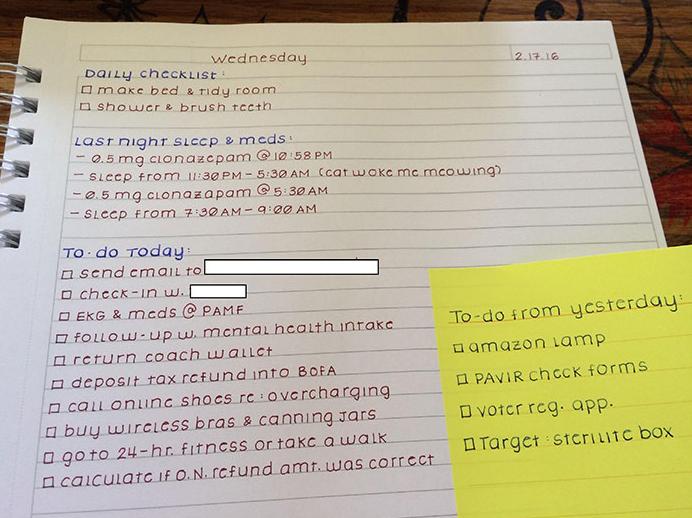 Wednesday 2.17.16
Daily checklist:
☐ make bed & tidy room
☐ shower & brush teeth
Last night sleep & meds:
- 0.5 mg clonazepam @ 10:58 PM
- sleep from 11:30 PM - 5:30 AM (cat woke me meowing)
- 0.5 mg clonazapam @ 5:30 AM
- sleep from 7:30 AM - 9:00 AM
To-do today:
☐ send email to
☐ check-in w.
☐ EKG & meds @ PAMF
☐ follow-up w. mental health intake
☐ return coach wallet
☐ deposit tax refund into BOFA
☐ call online shoes re: overcharging
☐ buy wireless bras & canning jars
☐ go to 24-hr. fitness or take a walk
☐ calculate if O.N. refund amt. was correct
To-do from yesterday:
☐ amazon lamp
☐ PAVIR check forms
☐ voter reg. app.
☐ Target: sterilite box